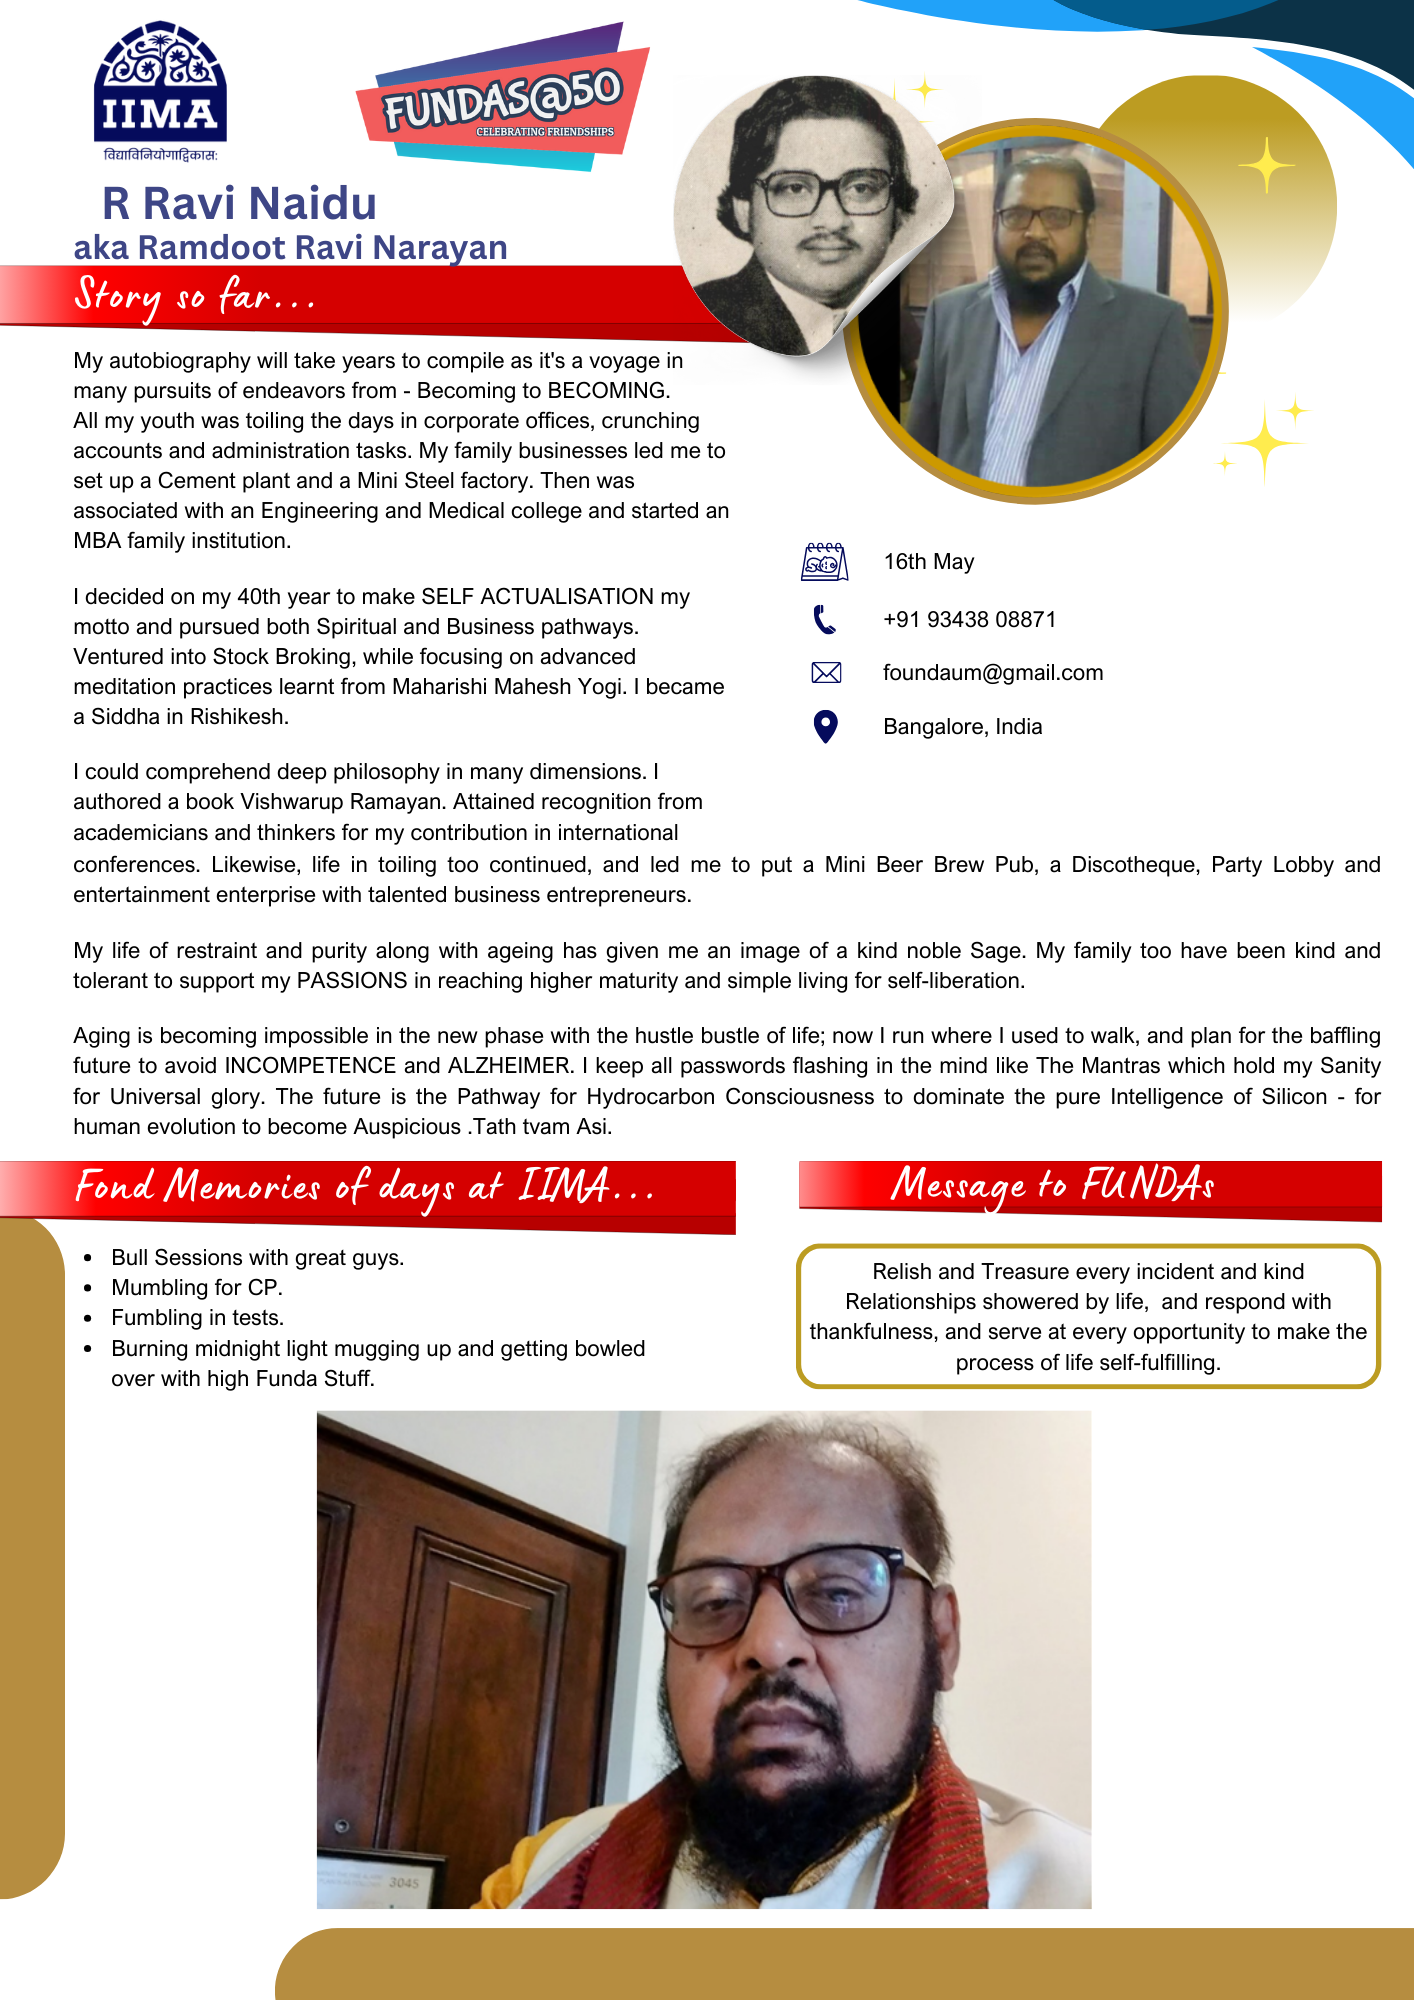 IIMA
विद्याविनियोगाद्विकास:
FUNDAS@50
CELEBRATING FRIENDSHIPS
R Ravi Naidu
aka Ramdoot Ravi Narayan
Story so far...
My autobiography will take years to compile as it's a voyage in
many pursuits of endeavors from - Becoming to BECOMING.
All my youth was toiling the days in corporate offices, crunching
accounts and administration tasks. My family businesses led me to
set up a Cement plant and a Mini Steel factory. Then was
associated with an Engineering and Medical college and started an
MBA family institution.
I decided on my 40th year to make SELF ACTUALISATION my
motto and pursued both Spiritual and Business pathways.
Ventured into Stock Broking, while focusing on advanced
meditation practices learnt from Maharishi Mahesh Yogi. I became
a Siddha in Rishikesh.
I could comprehend deep philosophy in many dimensions. I
authored a book Vishwarup Ramayan. Attained recognition from
academicians and thinkers for my contribution in international
conferences. Likewise, life in toiling too continued, and led me to put a Mini Beer Brew Pub, a Discotheque, Party Lobby and
entertainment enterprise with talented business entrepreneurs.
My life of restraint and purity along with ageing has given me an image of a kind noble Sage. My family too have been kind and
tolerant to support my PASSIONS in reaching higher maturity and simple living for self-liberation.
Aging is becoming impossible in the new phase with the hustle bustle of life; now I run where I used to walk, and plan for the baffling
future to avoid INCOMPETENCE and ALZHEIMER. I keep all passwords flashing in the mind like The Mantras which hold my Sanity
for Universal glory. The future is the Pathway for Hydrocarbon Consciousness to dominate the pure Intelligence of Silicon - for
human evolution to become Auspicious .Tath tvam Asi.
16th May
+91 93438 08871
foundaum@gmail.com
Bangalore, India
Fond Memories of days at IIMA...
Bull Sessions with great guys.
Mumbling for CP.
Fumbling in tests.
Burning midnight light mugging up and getting bowled
over with high Funda Stuff.
Message to FUNDAs
Relish and Treasure every incident and kind
Relationships showered by life,  and respond with
thankfulness, and serve at every opportunity to make the
process of life self-fulfilling.
3045